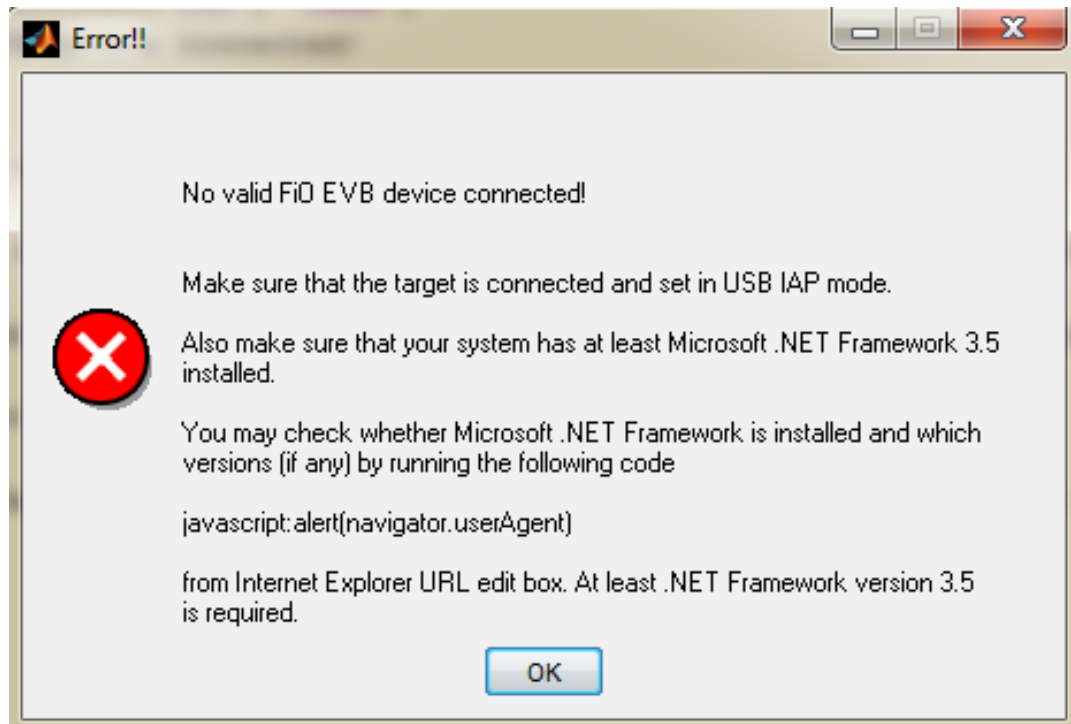 Error!!
No valid FiO EVB device connected!
Make sure that the target is connected and set in USB IAP mode.
Also make sure that your system has at least Microsoft .NET Framework 3.5
installed.
You may check whether Microsoft .NET Framework is installed and which
versions (if any) by running the following code
javascript:alert(navigator.userAgent)
from Internet Explorer URL edit box. At least .NET Framework version 3.5
is required.
OK